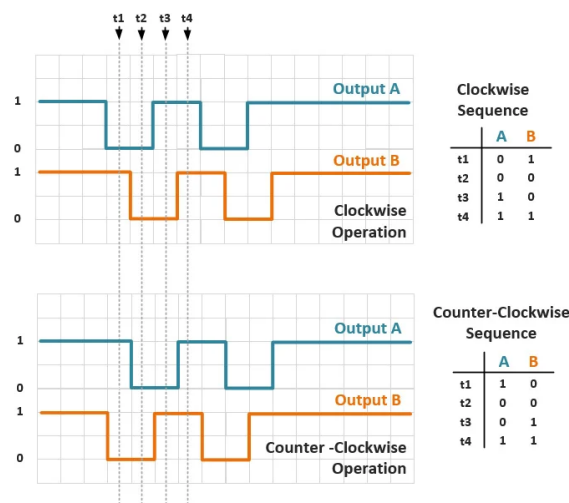 t1 t2 t3 t4
Output A
1
0
Output B
1
0
Clockwise
Operation
Clockwise
Sequence
A B
t1 0 1
t2 0 0
t3 1 0
t4 1 1
Output A
1
0
Output B
1
0
Counter -Clockwise
Operation
Counter-Clockwise
Sequence
A B
t1 1 0
t2 0 0
t3 0 1
t4 1 1